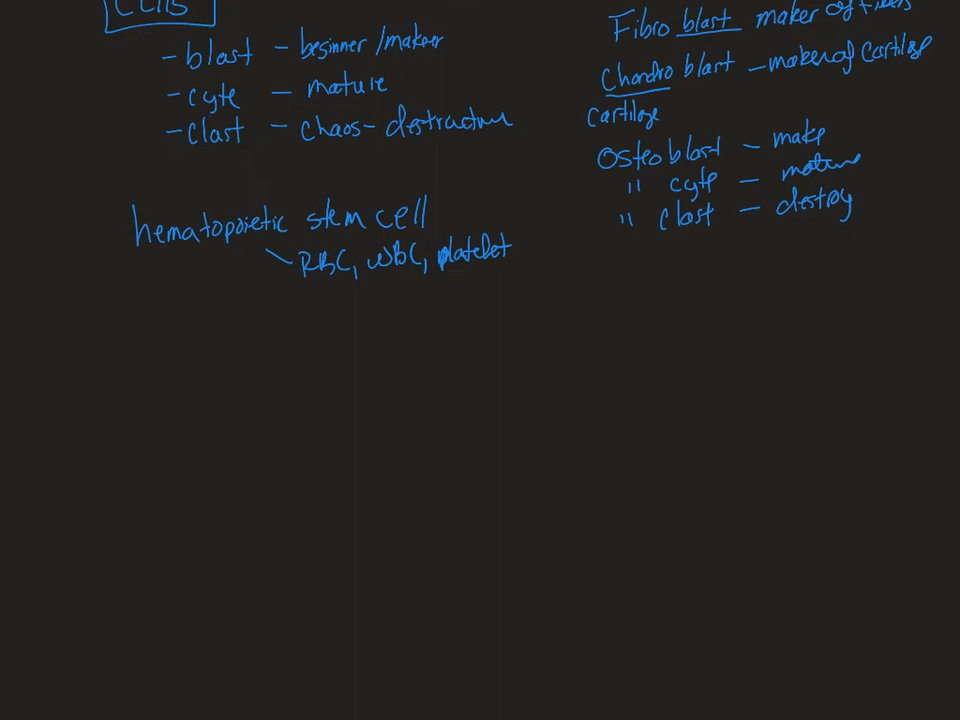 Cells
- blast - beginner/maker
- cyte - mature
- clast - chaos - destructure
hematopoietic stem cell
RBC, WBC, platelet
Fibroblast maker of fibers
Chondroblast - maker of cartilage
cartilage
Osteoblast - make
" cyte - mature
" clast - destroy